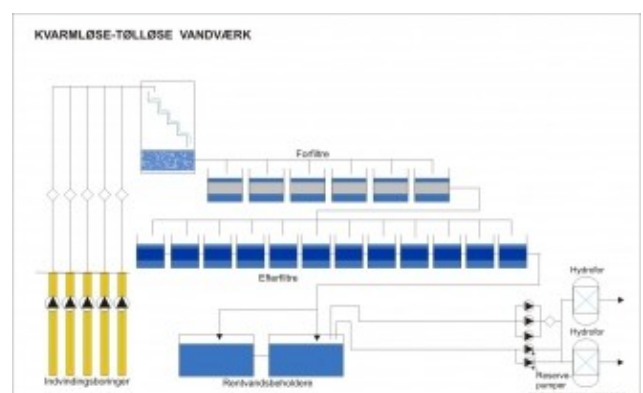 KVARMLØSE-TØLLØSE VANDVÆRK
Forfiltre
Efterfiltre
Hydrofor
Hydrofor
Indvindingsboringer
Rentvandsbeholdere
Reserve
pumper